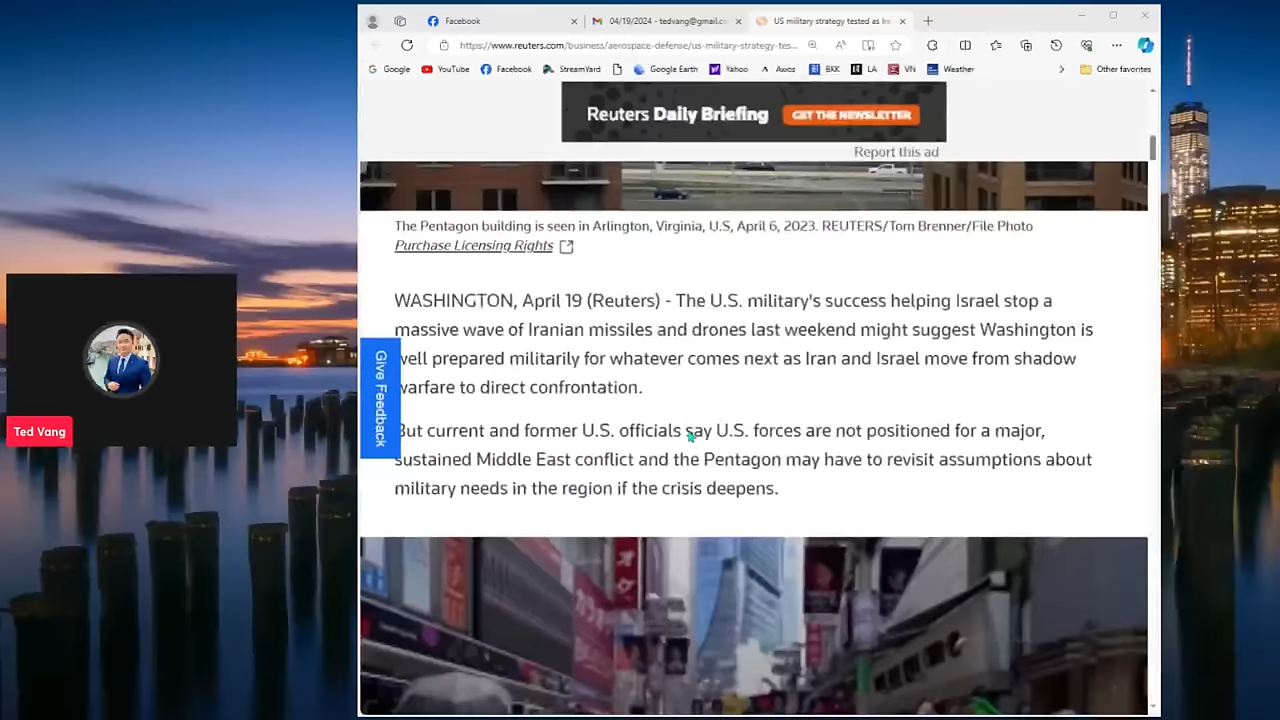 Facebook
04/19/2024 - tedvang@gmail.c
US military strategy tested as Ira
https://www.reuters.com/business/aerospace-defense/us-military-strategy-tes...
Google YouTube Facebook StreamYard Google Earth Yahoo Axios BKK LA VN Weather Other favorites
Reuters Daily Briefing GET THE NEWSLETTER
Report this ad
The Pentagon building is seen in Arlington, Virginia, U.S, April 6, 2023. REUTERS/Tom Brenner/File Photo
Purchase Licensing Rights
WASHINGTON, April 19 (Reuters) - The U.S. military's success helping Israel stop a
massive wave of Iranian missiles and drones last weekend might suggest Washington is
well prepared militarily for whatever comes next as Iran and Israel move from shadow
warfare to direct confrontation.
Give Feedback
But current and former U.S. officials say U.S. forces are not positioned for a major,
sustained Middle East conflict and the Pentagon may have to revisit assumptions about
military needs in the region if the crisis deepens.
Ted Vang